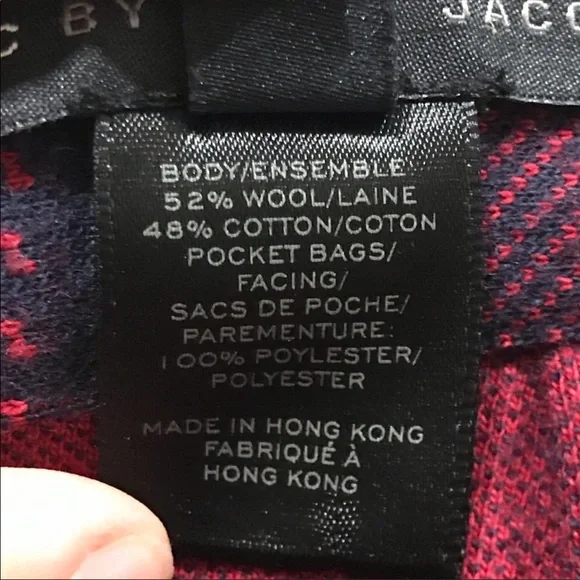 C BY JACO
BODY/ENSEMBLE
52% WOOL/LAINE
48% COTTON/COTON
POCKET BAGS/
FACING/
SACS DE POCHE/
PAREMENTURE:
100% POYLESTER/
POLYESTER
MADE IN HONG KONG
FABRIQUÉ À
HONG KONG